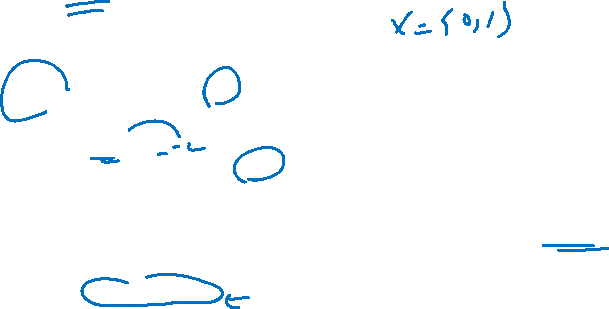 x = {0,1}